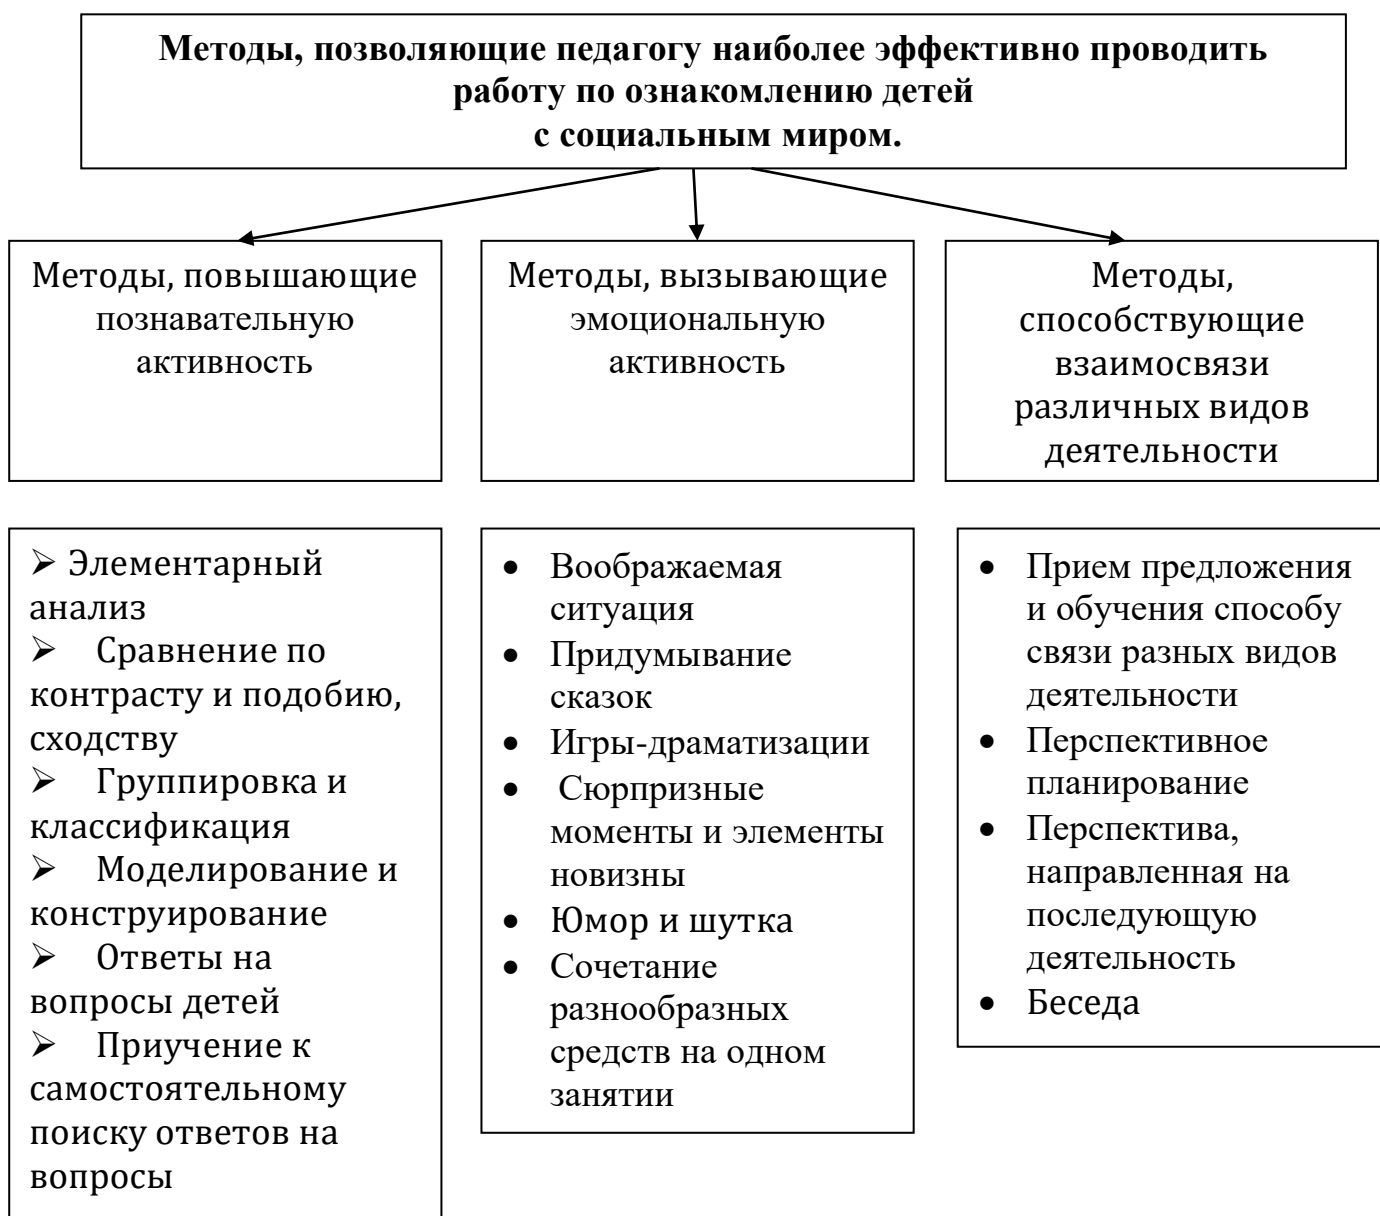 Методы, позволяющие педагогу наиболее эффективно проводить
работу по ознакомлению детей
с социальным миром.
Методы, повышающие
познавательную
активность
Методы, вызывающие
эмоциональную
активность
Методы,
способствующие
взаимосвязи
различных видов
деятельности
➢ Элементарный
анализ
➢ Сравнение по
контрасту и подобию,
сходству
➢ Группировка и
классификация
➢ Моделирование и
конструирование
➢ Ответы на
вопросы детей
➢ Приучение к
самостоятельному
поиску ответов на
вопросы
• Воображаемая
ситуация
• Придумывание
сказок
• Игры-драматизации
• Сюрпризные
моменты и элементы
новизны
• Юмор и шутка
• Сочетание
разнообразных
средств на одном
занятии
• Прием предложения
и обучения способу
связи разных видов
деятельности
• Перспективное
планирование
• Перспектива,
направленная на
последующую
деятельность
• Беседа